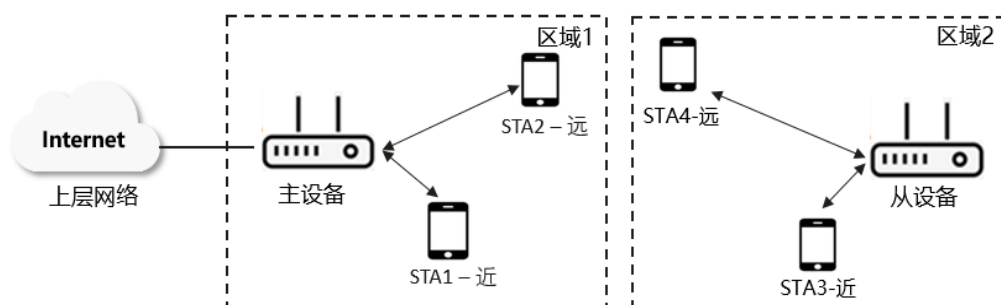 Internet
上层网络
区域1
主设备
STA2 – 远
STA1 – 近
区域2
STA4-远
从设备
STA3-近